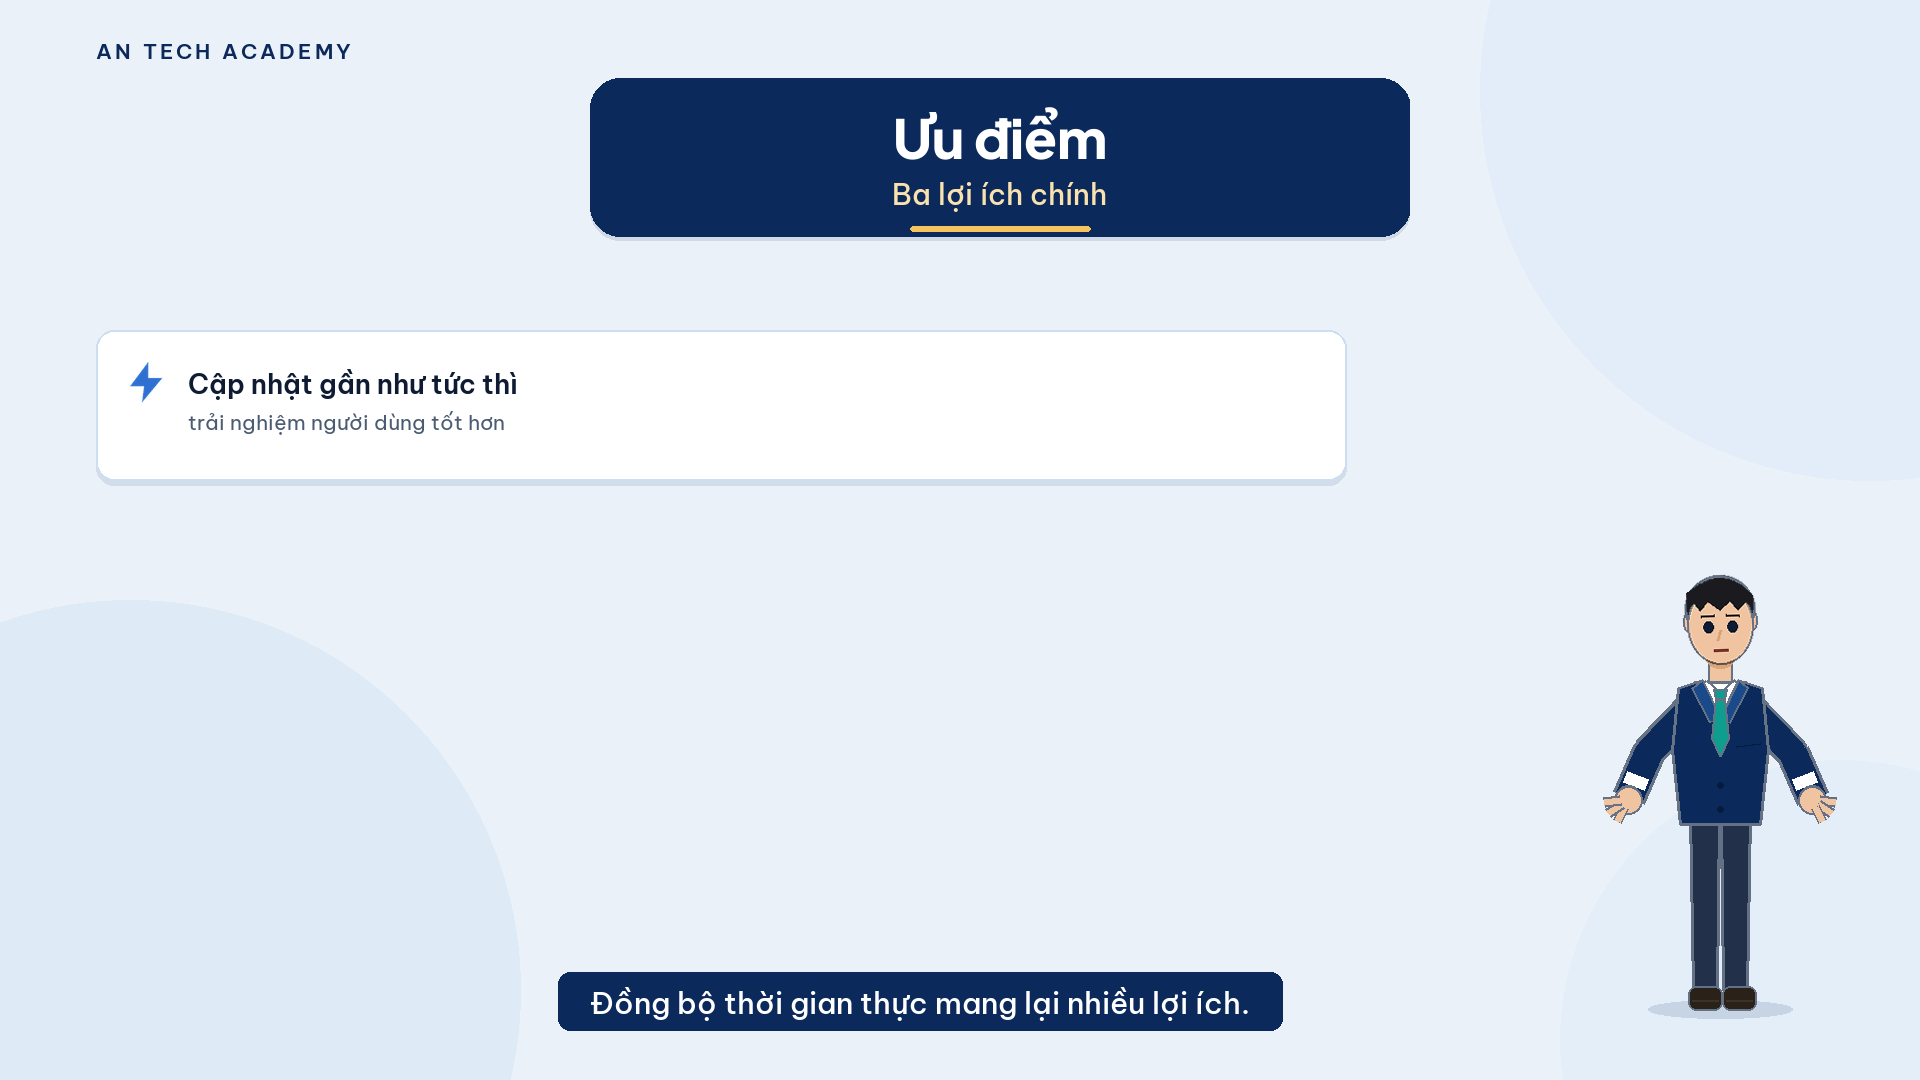 AN TECH ACADEMY
Ưu điểm
Ba lợi ích chính
Cập nhật gần như tức thì
trải nghiệm người dùng tốt hơn
Đồng bộ thời gian thực mang lại nhiều lợi ích.